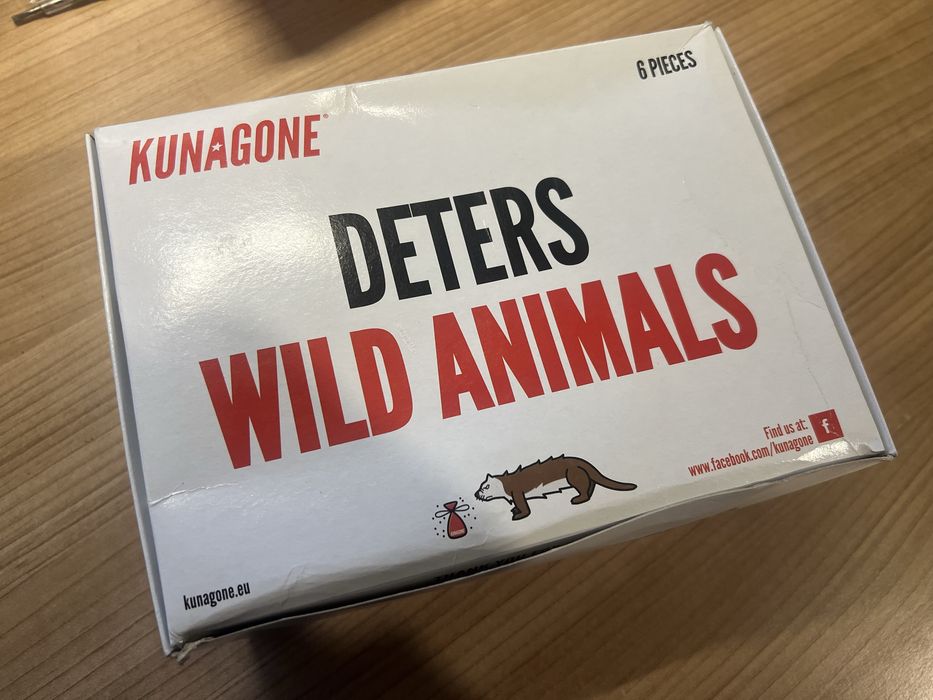 6 PIECES
KUNAGONE®
DETERS
WILD ANIMALS
Find us at:
www.facebook.com/kunagone
kunagone.eu